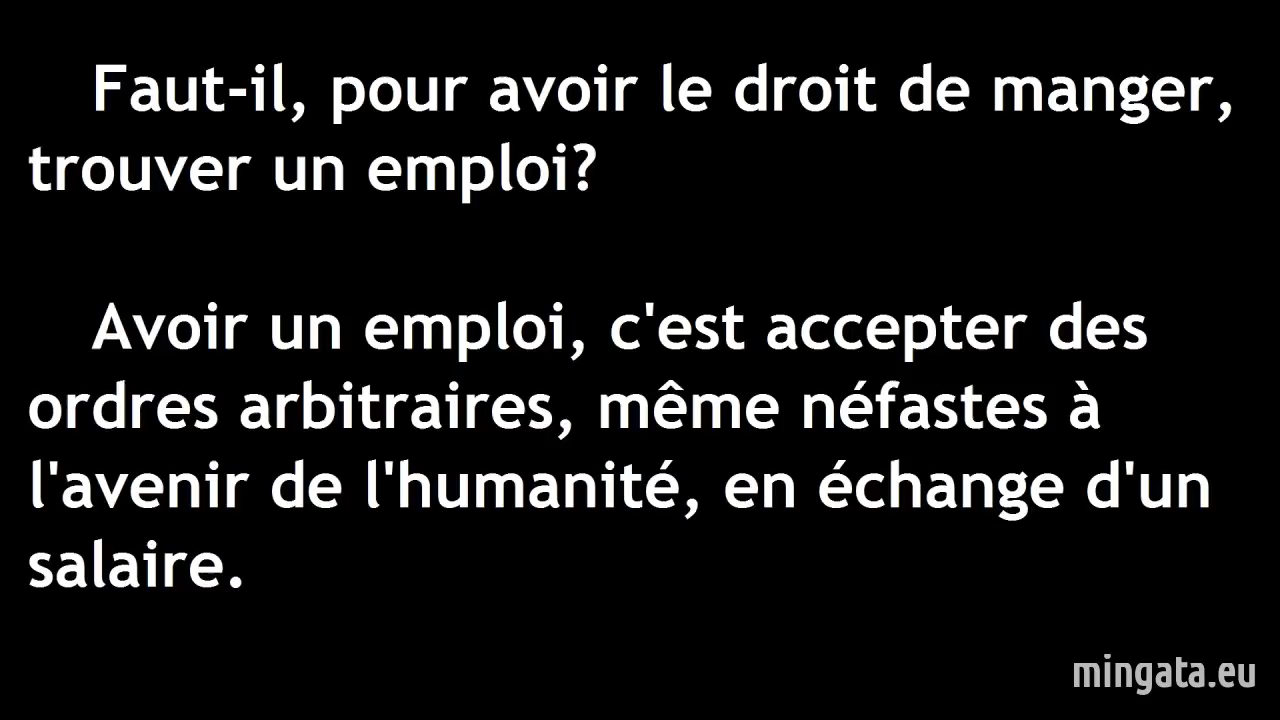 Faut-il, pour avoir le droit de manger,
trouver un emploi?
Avoir un emploi, c'est accepter des
ordres arbitraires, même néfastes à
l'avenir de l'humanité, en échange d'un
salaire.
mingata.eu